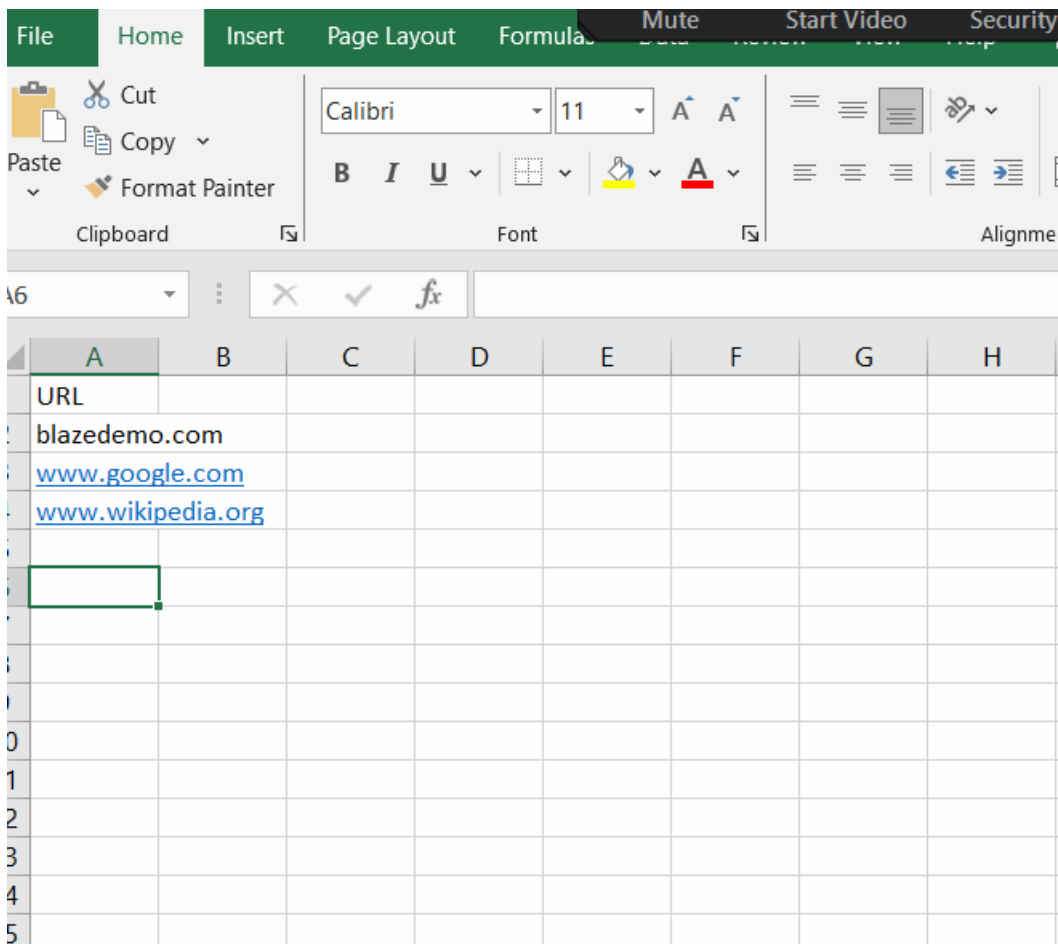 File Home Insert Page Layout Formulas
Mute Start Video Security
Cut
Copy
Paste
Format Painter
Clipboard
Calibri 11 A A
B I U A
Font
Alignme
A6 fx
A B C D E F G H
URL
blazedemo.com
www.google.com
www.wikipedia.org